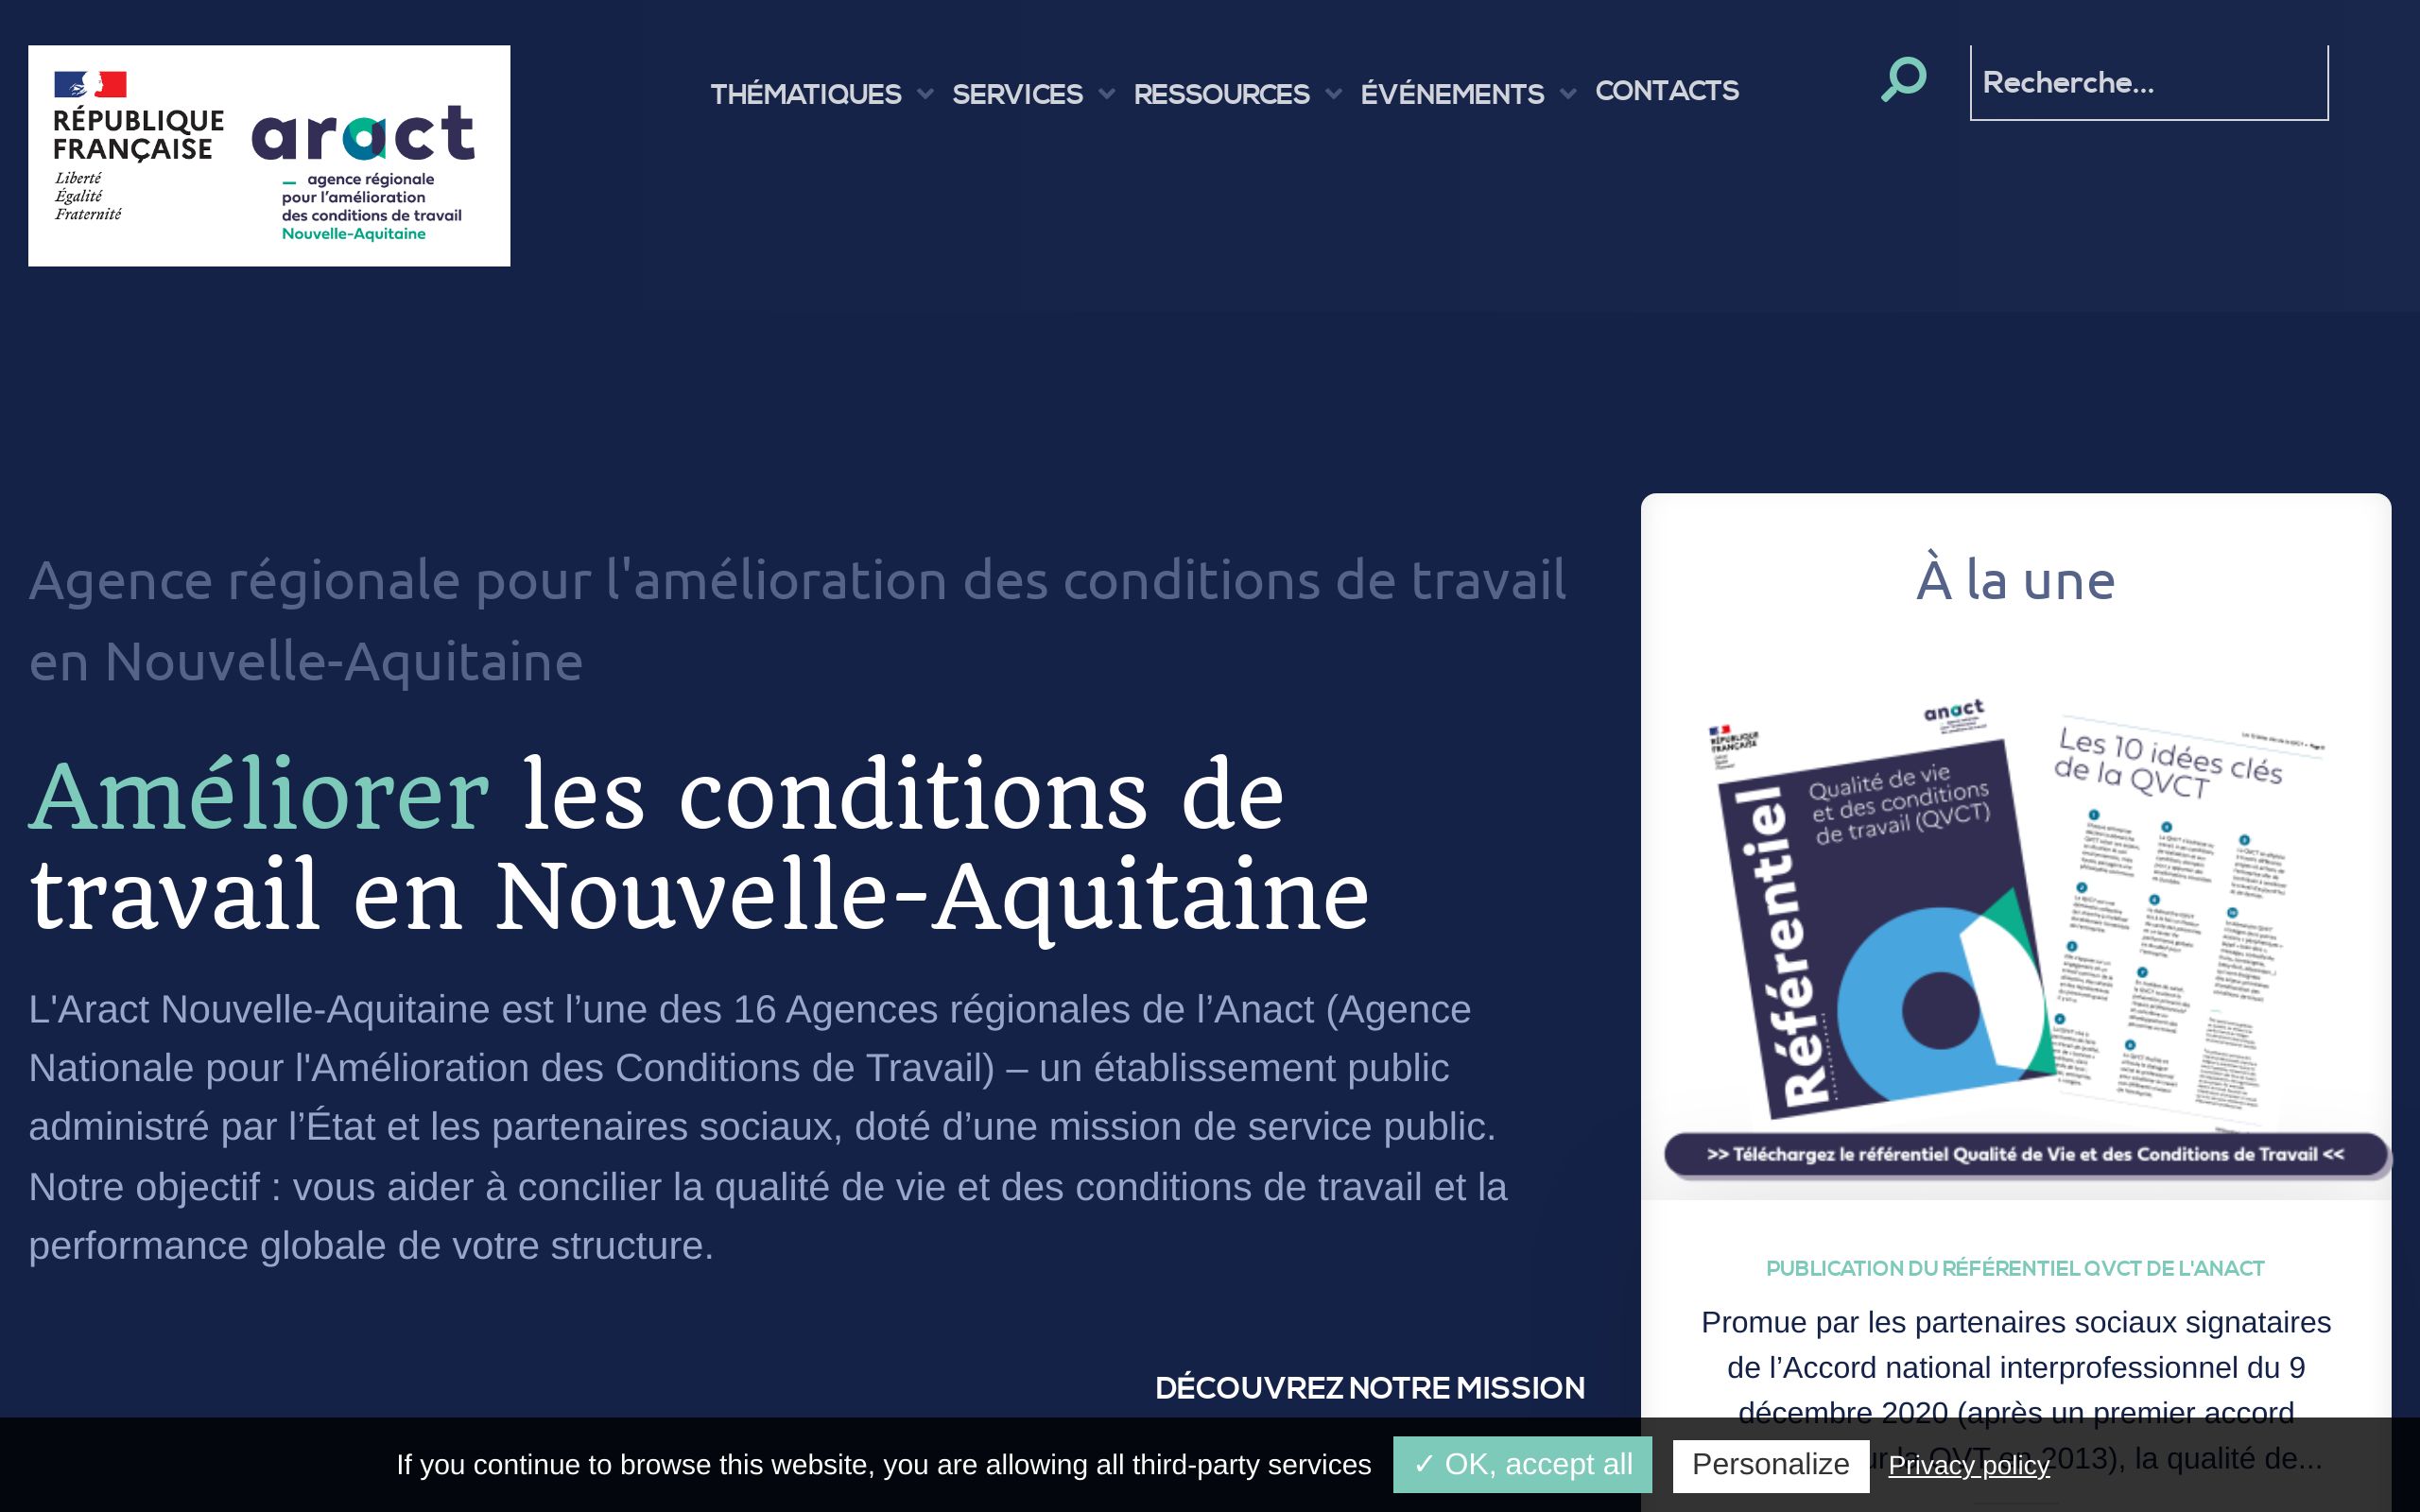 RÉPUBLIQUE
FRANÇAISE
Liberté
Égalité
Fraternité
aract
_ agence régionale
pour l’amélioration
des conditions de travail
Nouvelle-Aquitaine
THÉMATIQUES SERVICES RESSOURCES ÉVÉNEMENTS CONTACTS
Recherche...
Agence régionale pour l'amélioration des conditions de travail
en Nouvelle-Aquitaine
Améliorer les conditions de
travail en Nouvelle-Aquitaine
L'Aract Nouvelle-Aquitaine est l’une des 16 Agences régionales de l’Anact (Agence
Nationale pour l'Amélioration des Conditions de Travail) – un établissement public
administré par l’État et les partenaires sociaux, doté d’une mission de service public.
Notre objectif : vous aider à concilier la qualité de vie et des conditions de travail et la
performance globale de votre structure.
DÉCOUVREZ NOTRE MISSION
À la une
RÉPUBLIQUE
FRANÇAISE
anact
Référentiel
Qualité de vie
et des conditions
de travail (QVCT)
Les 10 idées clés
de la QVCT
>> Téléchargez le référentiel Qualité de Vie et des Conditions de Travail <<
PUBLICATION DU RÉFÉRENTIEL QVCT DE L'ANACT
Promue par les partenaires sociaux signataires
de l’Accord national interprofessionnel du 9
décembre 2020 (après un premier accord
la QVT en 2013), la qualité de...
If you continue to browse this website, you are allowing all third-party services ✓ OK, accept all Personalize Privacy policy